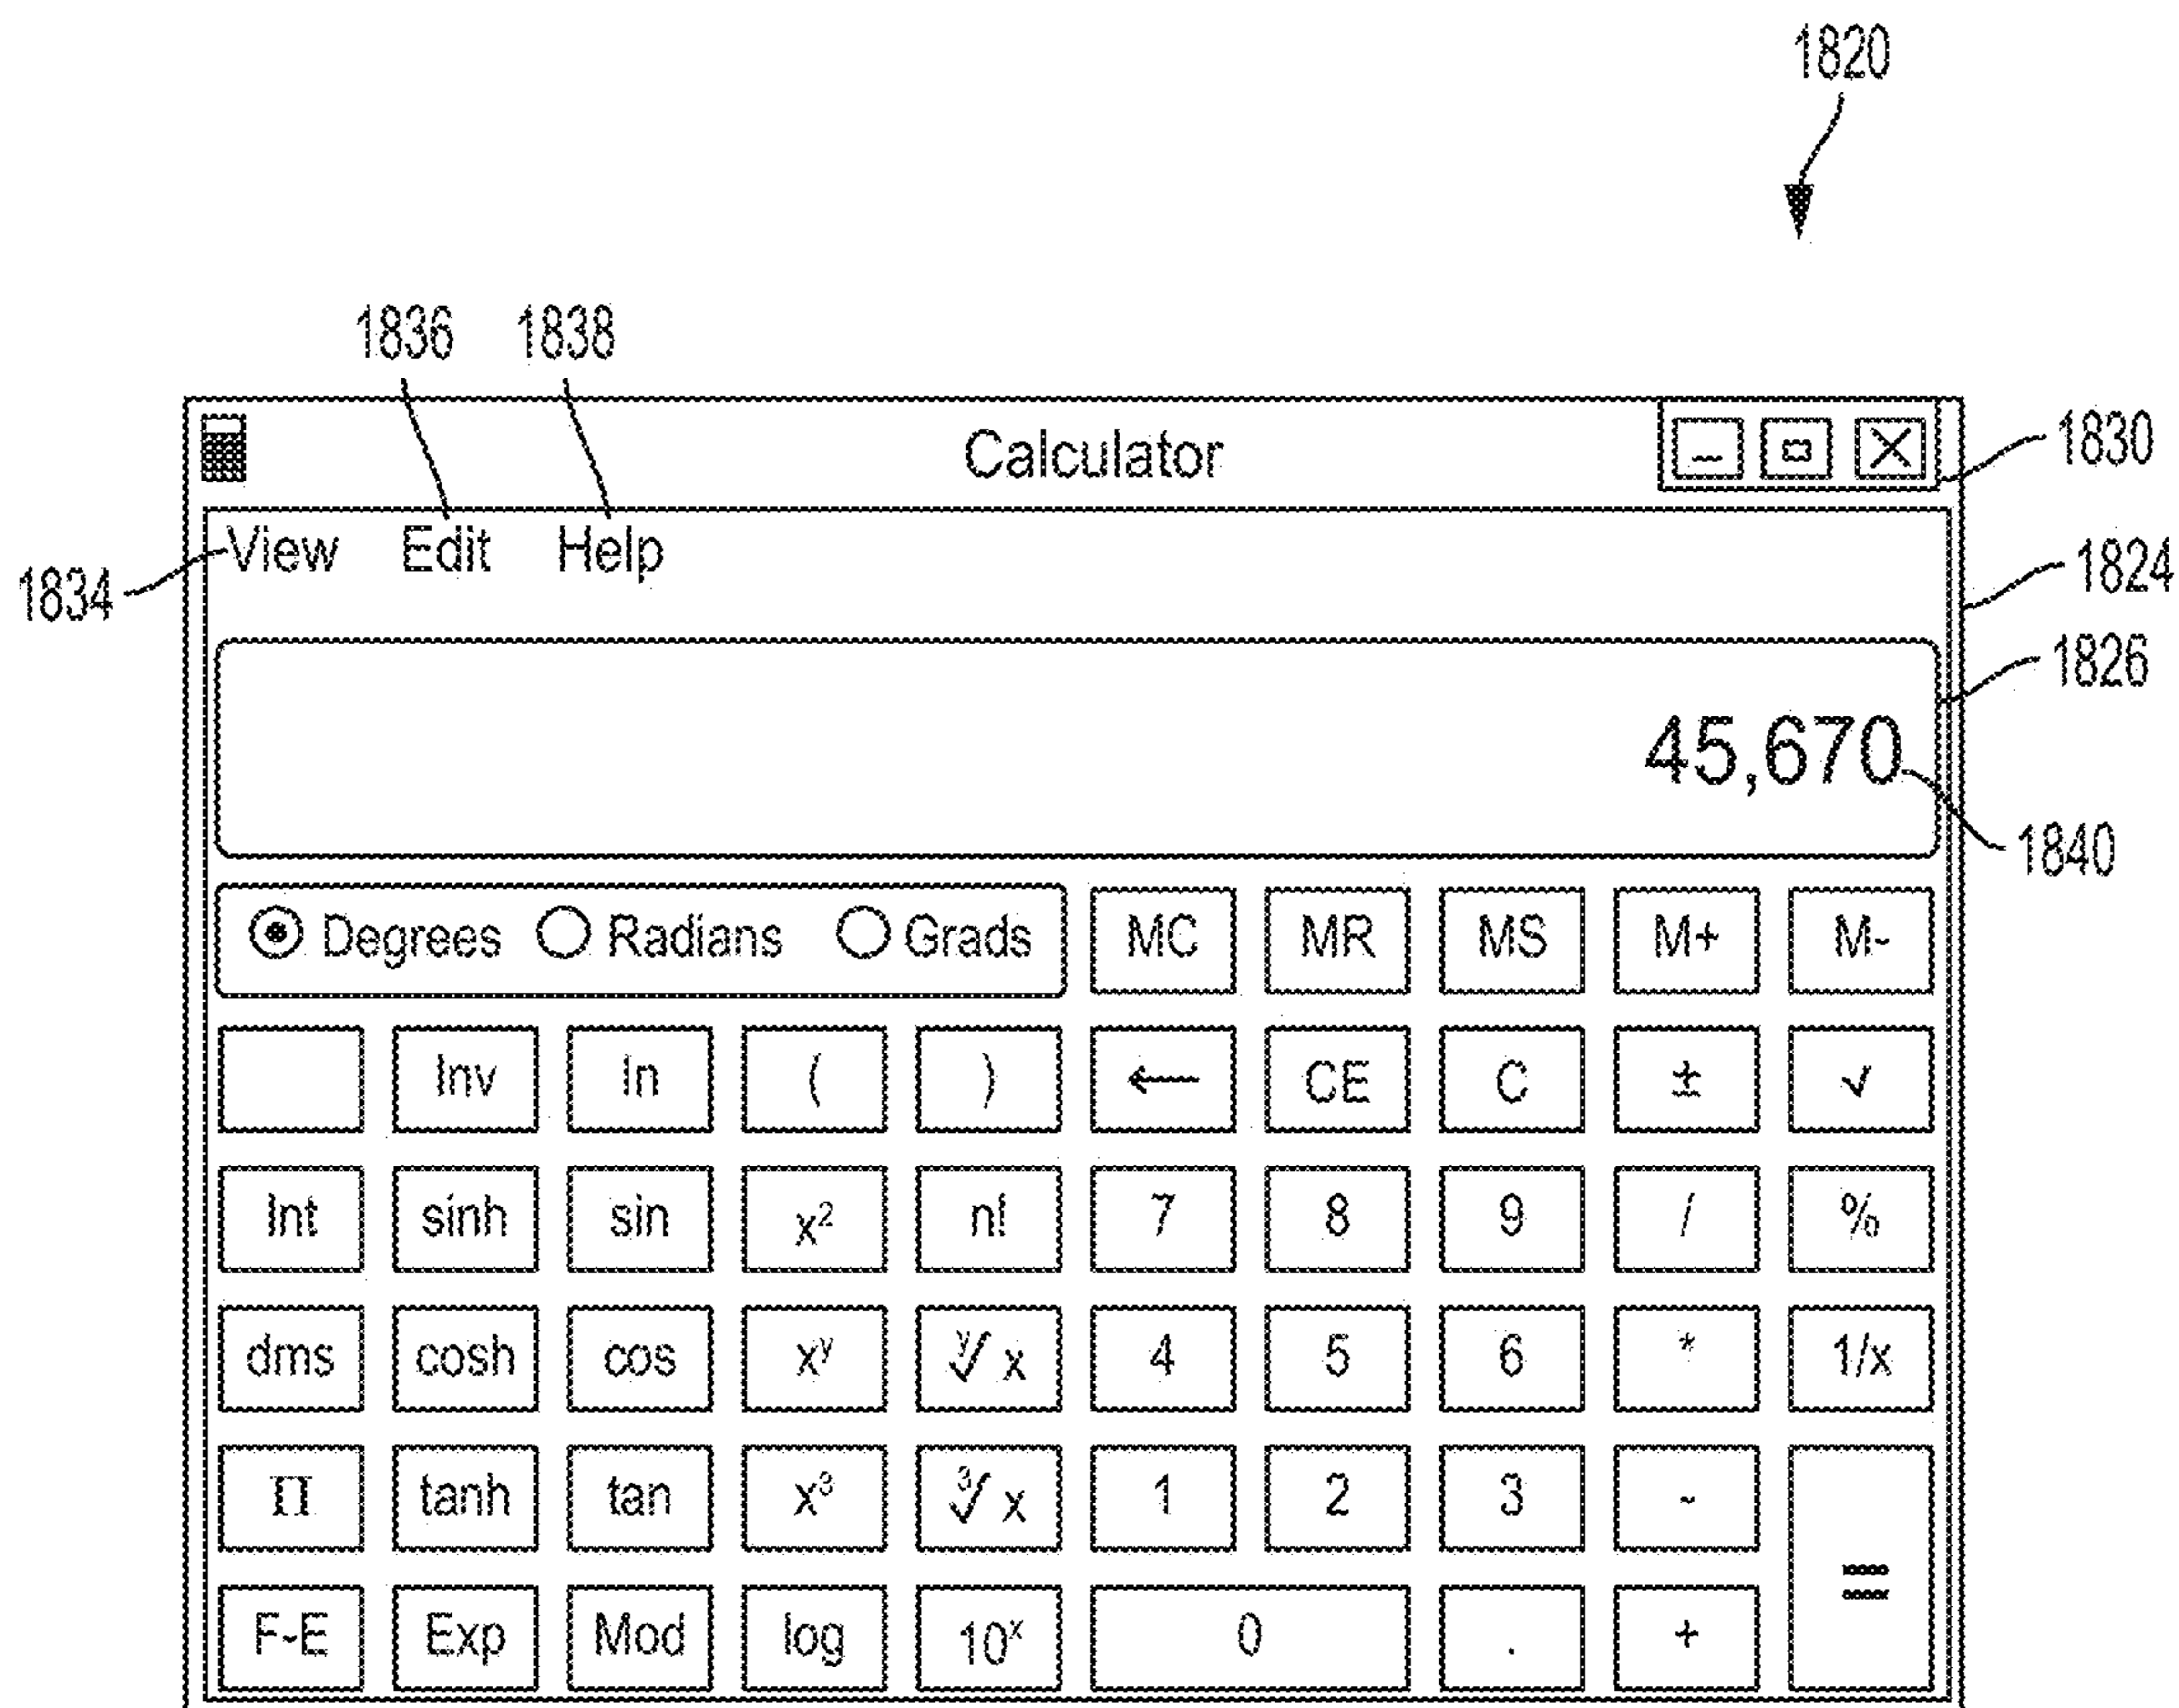 1820
1836 1838
Calculator
1830
View Edit Help
1834
1824
1826
45,670
1840
Degrees Radians Grads MC MR MS M+ M-
Inv In ( ) ← CE C ± √
Int sinh sin x² n! 7 8 9 / %
dms cosh cos xʸ ʸ√x 4 5 6 * 1/x
Π tanh tan x³ ³√x 1 2 3 - =
F-E Exp Mod log 10ˣ 0 . +